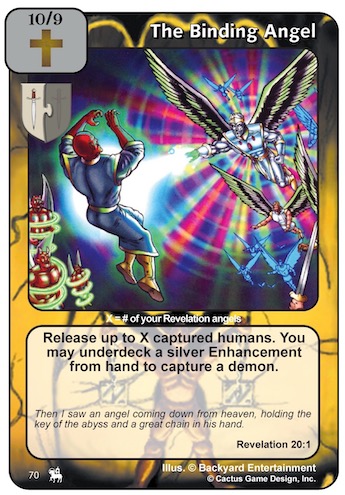 10/9
The Binding Angel
X = # of your Revelation angels
Release up to X captured humans. You
may underdeck a silver Enhancement
from hand to capture a demon.
Then I saw an angel coming down from heaven, holding the
key of the abyss and a great chain in his hand.
Revelation 20:1
70
Illus. © Backyard Entertainment
© Cactus Game Design, Inc.